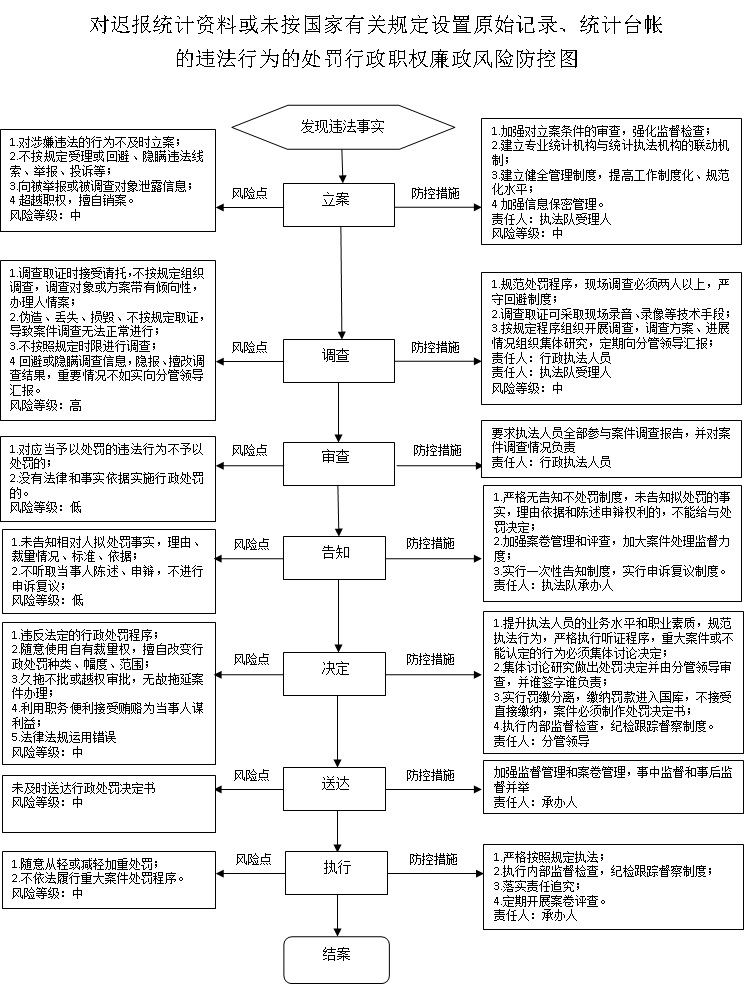 对迟报统计资料或未按国家有关规定设置原始记录、统计台帐
的违法行为的处罚行政职权廉政风险防控图
发现违法事实
1.对涉嫌违法的行为不及时立案；
2.不按规定受理或回避、隐瞒违法线
索、举报、投诉等；
3.向被举报或被调查对象泄露信息；
4 超越职权，擅自销案。
风险等级：中
风险点
立案
防控措施
1.加强对立案条件的审查，强化监督检查；
2.建立专业统计机构与统计执法机构的联动机
制；
3.建立健全管理制度，提高工作制度化、规范
化水平；
4 加强信息保密管理。
责任人：执法队受理人
风险等级：中
1.调查取证时接受请托,不按规定组织
调查，调查对象或方案带有倾向性，
办理人情案；
2.伪造、丢失、损毁、不按规定取证，
导致案件调查无法正常进行；
3.不按照规定时限进行调查；
4 回避或隐瞒调查信息，隐报、擅改调
查结果，重要情况不如实向分管领导
汇报。
风险等级：高
风险点
调查
防控措施
1.规范处罚程序，现场调查必须两人以上，严
守回避制度；
2.调查取证可采取现场录音、录像等技术手段；
3.按规定程序组织开展调查，调查方案、进展
情况组织集体研究，定期向分管领导汇报；
责任人：行政执法人员
责任人：执法队受理人
风险等级：中
1.对应当予以处罚的违法行为不予以
处罚的；
2.没有法律和事实依据实施行政处罚
的。
风险等级：低
风险点
审查
防控措施
要求执法人员全部参与案件调查报告，并对案
件调查情况负责
责任人：行政执法人员
1.未告知相对人拟处罚事实，理由、
裁量情况、标准、依据；
2.不听取当事人陈述、申辩，不进行
申诉复议；
风险等级：低
风险点
告知
防控措施
1.严格无告知不处罚制度，未告知拟处罚的事
实，理由依据和陈述申辩权利的，不能给与处
罚决定；
2.加强案卷管理和评查，加大案件处理监督力
度；
3.实行一次性告知制度，实行申诉复议制度。
责任人：执法队承办人
1.违反法定的行政处罚程序；
2.随意使用自有裁量权，擅自改变行
政处罚种类、幅度、范围；
3.欠拖不批或越权审批，无故拖延案
件办理；
4.利用职务便利接受贿赂为当事人谋
利益；
5.法律法规运用错误
风险等级：中
风险点
决定
防控措施
1.提升执法人员的业务水平和职业素质，规范
执法行为，严格执行听证程序，重大案件或不
能认定的行为必须集体讨论决定；
2.集体讨论研究做出处罚决定并由分管领导审
查，并谁签字谁负责；
3.实行罚缴分离，缴纳罚款进入国库，不接受
直接缴纳，案件必须制作处罚决定书；
4.执行内部监督检查，纪检跟踪督察制度。
责任人：分管领导
未及时送达行政处罚决定书
风险等级：中
风险点
送达
防控措施
加强监督管理和案卷管理，事中监督和事后监
督并举
责任人：承办人
1.随意从轻或减轻加重处罚；
2.不依法履行重大案件处罚程序。
风险等级：中
风险点
执行
防控措施
1.严格按照规定执法；
2.执行内部监督检查，纪检跟踪督察制度；
3.落实责任追究；
4.定期开展案卷评查。
责任人：承办人
结案